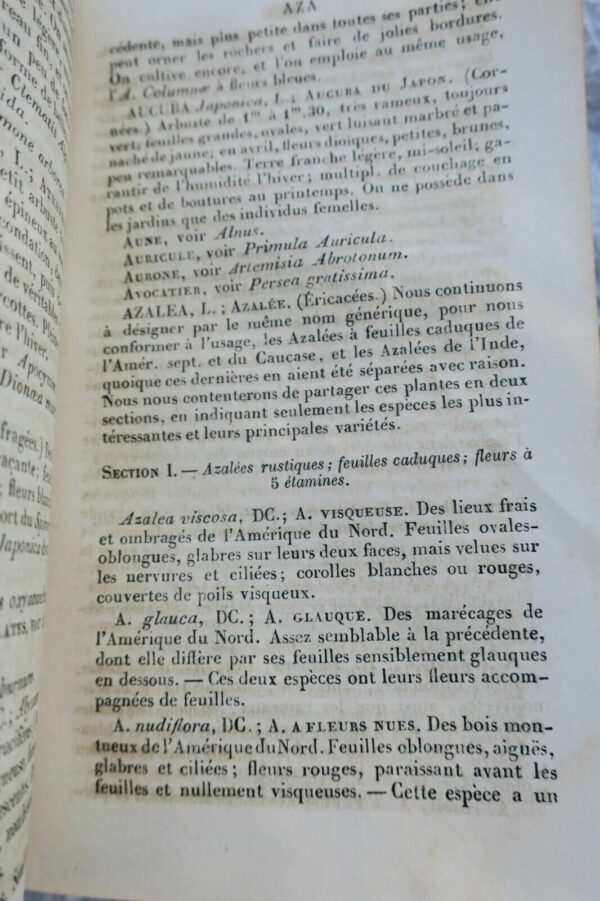 AZA
cédente, mais plus petite dans toutes ses parties; elle
peut orner les rochers et faire de jolies bordures.
On cultive encore, et l'on emploie au même usage,
l'A. Columnæ à fleurs bleues.
AUCUBA Japonica, L.; AUCUBA DU JAPON. (Cor-
nées.) Arbuste de 1m à 1m.30, très rameux, toujours
vert; feuilles grandes, ovales, vert luisant marbré et pa-
naché de jaune; en avril, fleurs dioïques, petites, brunes,
peu remarquables. Terre franche légère, mi-soleil; ga-
rantir de l'humidité l'hiver; multipl. de couchage en
pots et de boutures au printemps. On ne possède dans
les jardins que des individus femelles.
AUNE, voir Alnus.
AURICULE, voir Primula Auricula.
AURONE, voir Artemisia Abrotonum.
AVOCATIER, voir Persea gratissima.
AZALEA, L.; AZALÉE. (Éricacées.) Nous continuons
à désigner par le même nom générique, pour nous
conformer à l'usage, les Azalées à feuilles caduques de
l'Amér. sept. et du Caucase, et les Azalées de l'Inde,
quoique ces dernières en aient été séparées avec raison.
Nous nous contenterons de partager ces plantes en deux
sections, en indiquant seulement les espèces les plus in-
téressantes et leurs principales variétés.
SECTION I. — Azalées rustiques; feuilles caduques; fleurs à
5 étamines.
Azalea viscosa, DC.; A. VISQUEUSE. Des lieux frais
et ombragés de l'Amérique du Nord. Feuilles ovales-
oblongues, glabres sur leurs deux faces, mais velues sur
les nervures et ciliées; corolles blanches ou rouges,
couvertes de poils visqueux.
A. glauca, DC.; A. GLAUQUE. Des marécages de
l'Amérique du Nord. Assez semblable à la précédente,
dont elle diffère par ses feuilles sensiblement glauques
en dessous. — Ces deux espèces ont leurs fleurs accom-
pagnées de feuilles.
A. nudiflora, DC.; A. A FLEURS NUES. Des bois mon-
tueux de l'Amérique du Nord. Feuilles oblongues, aignës,
glabres et ciliées; fleurs rouges, paraissant avant les
feuilles et nullement visqueuses. — Cette espèce a un